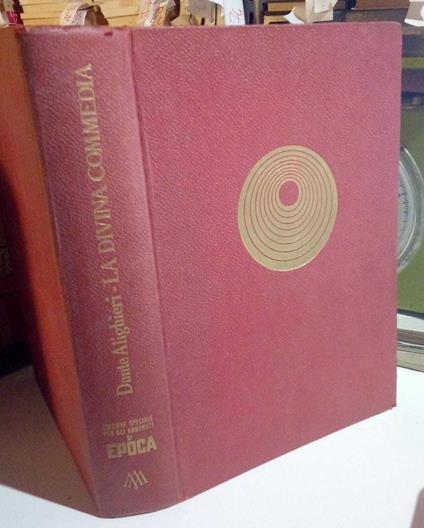 Dante Alighieri - LA DIVINA COMMEDIA
EDIZIONE SPECIALE
PER GLI ABBONATI
DI
EPOCA